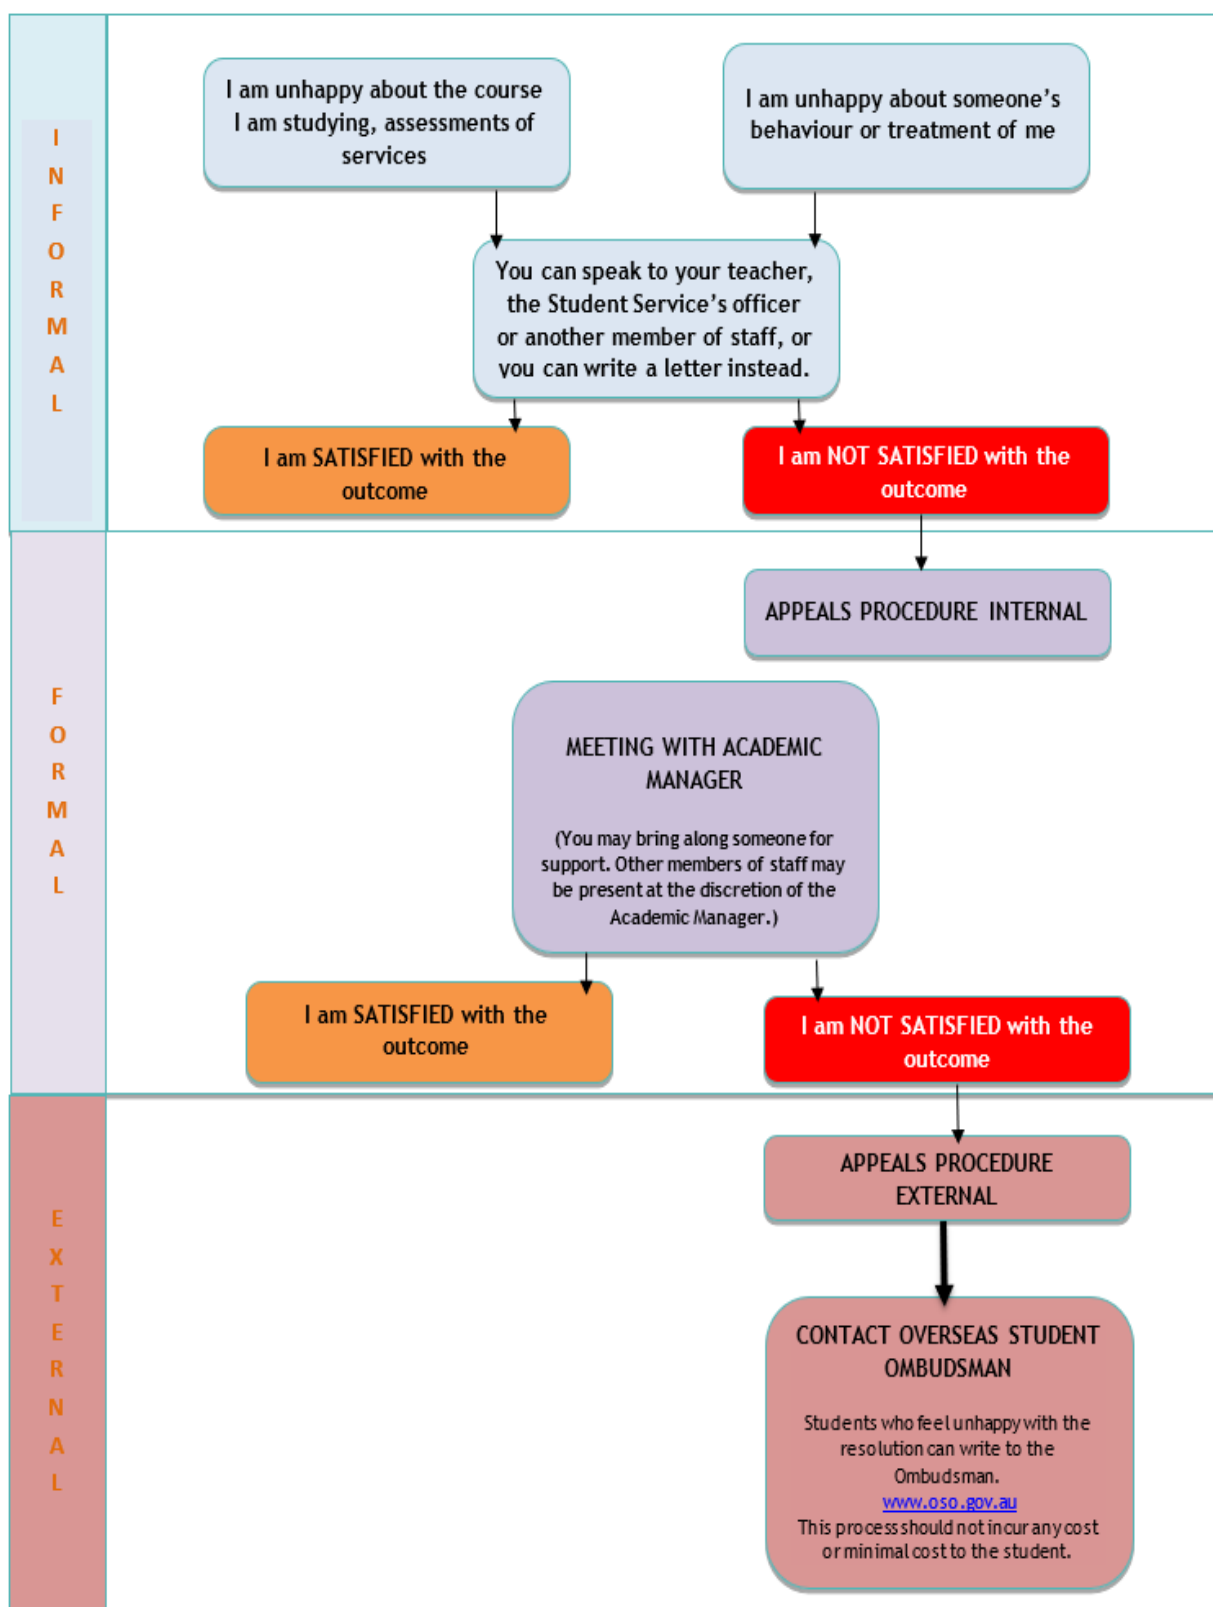 INFORMAL
I am unhappy about the course
I am studying, assessments of
services
I am unhappy about someone's
behaviour or treatment of me
You can speak to your teacher,
the Student Service's officer
or another member of staff, or
you can write a letter instead.
I am SATISFIED with the
outcome
I am NOT SATISFIED with the
outcome
FORMAL
APPEALS PROCEDURE INTERNAL
MEETING WITH ACADEMIC
MANAGER
(You may bring along someone for
support. Other members of staff may
be present at the discretion of the
Academic Manager.)
I am SATISFIED with the
outcome
I am NOT SATISFIED with the
outcome
EXTERNAL
APPEALS PROCEDURE
EXTERNAL
CONTACT OVERSEAS STUDENT
OMBUDSMAN
Students who feel unhappy with the
resolution can write to the
Ombudsman.
www.oso.gov.au
This process should not incur any cost
or minimal cost to the student.